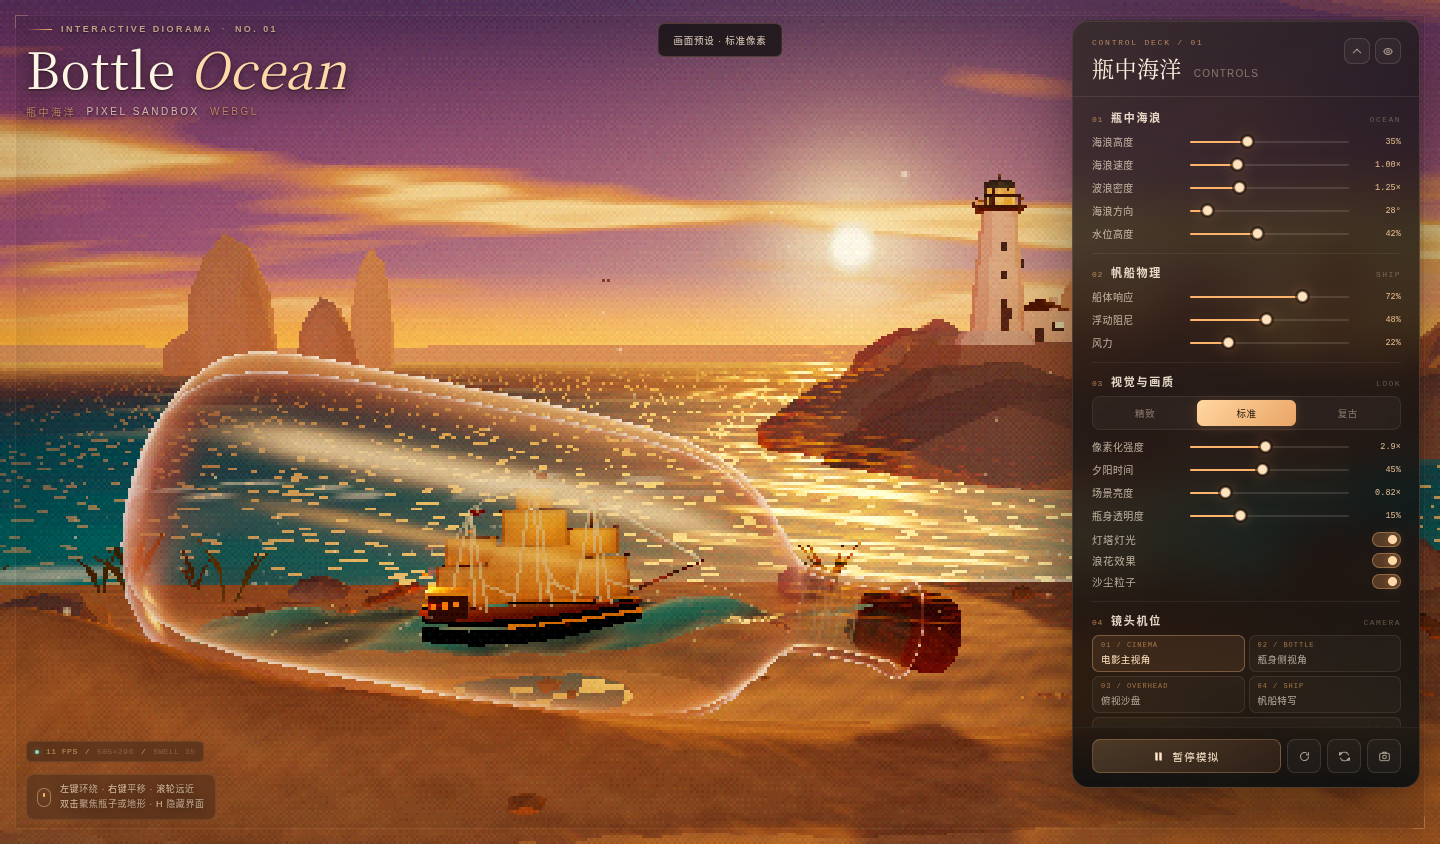 INTERACTIVE DIORAMA · NO. 01
Bottle Ocean
瓶中海洋 PIXEL SANDBOX WEBGL
画面预设 · 标准像素
CONTROL DECK / 01
瓶中海洋 CONTROLS
01 瓶中海浪 OCEAN
海浪高度 35%
海浪速度 1.00×
波浪密度 1.25×
海浪方向 28°
水位高度 42%
02 帆船物理 SHIP
船体响应 72%
浮动阻尼 48%
风力 22%
03 视觉与画质 LOOK
精致 标准 复古
像素化强度 2.9×
夕阳时间 45%
场景亮度 0.82×
瓶身透明度 15%
灯塔灯光
浪花效果
沙尘粒子
04 镜头机位 CAMERA
01 / CINEMA
电影主视角
02 / BOTTLE
瓶身侧视角
03 / OVERHEAD
俯视沙盘
04 / SHIP
帆船特写
暂停模拟
11 FPS / 505×296 / SWELL 35
左键环绕 · 右键平移 · 滚轮远近
双击聚焦瓶子或地形 · H 隐藏界面